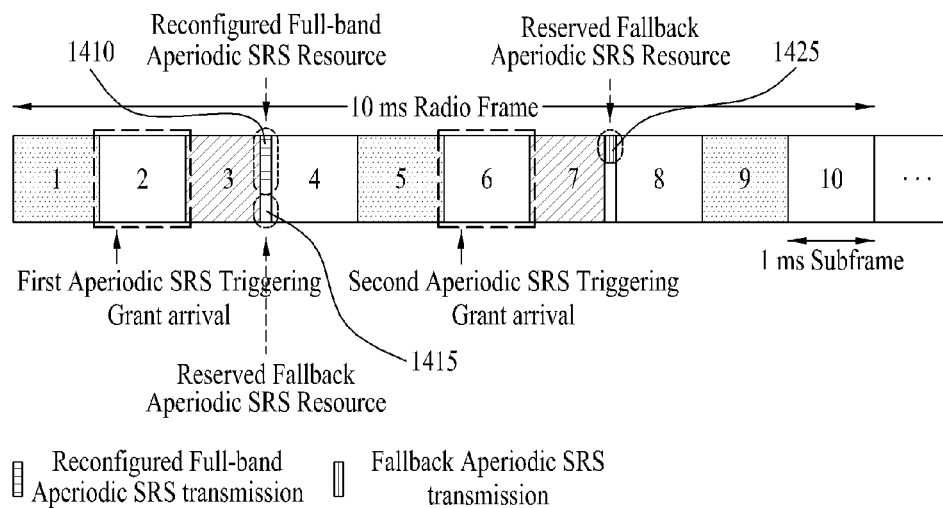 Reconfigured Full-band
Aperiodic SRS Resource
Reserved Fallback
Aperiodic SRS Resource
1410
1425
10 ms Radio Frame
1 2 3 4 5 6 7 8 9 10 ...
1 ms Subframe
First Aperiodic SRS Triggering
Grant arrival
Second Aperiodic SRS Triggering
Grant arrival
1415
Reserved Fallback
Aperiodic SRS Resource
Reconfigured Full-band
Aperiodic SRS transmission
Fallback Aperiodic SRS
transmission